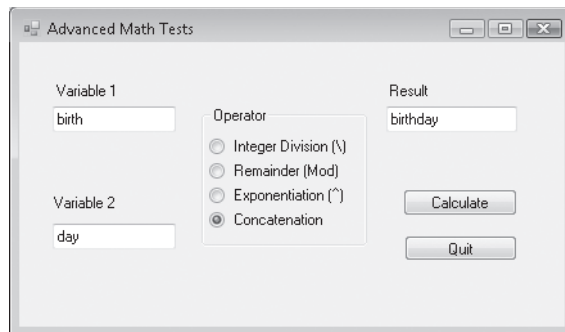 Advanced Math Tests
Variable 1
birth
Variable 2
day
Operator
Integer Division (\)
Remainder (Mod)
Exponentiation (^)
Concatenation
Result
birthday
Calculate
Quit